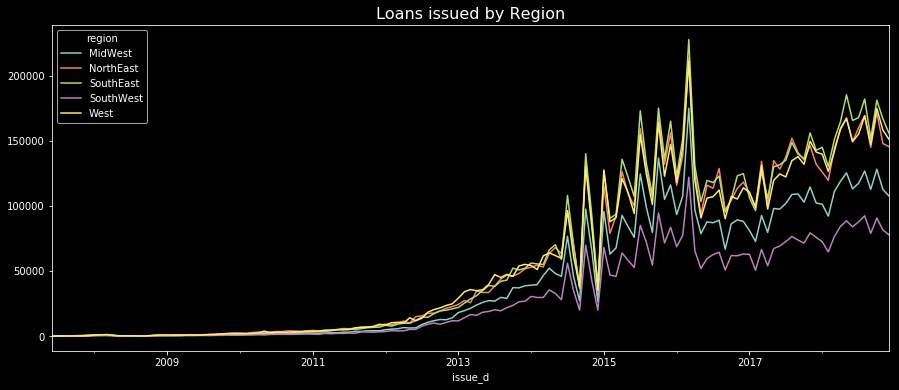 Loans issued by Region
region
MidWest
NorthEast
SouthEast
SouthWest
West
200000
150000
100000
50000
0
2009
2011
2013
2015
2017
issue_d